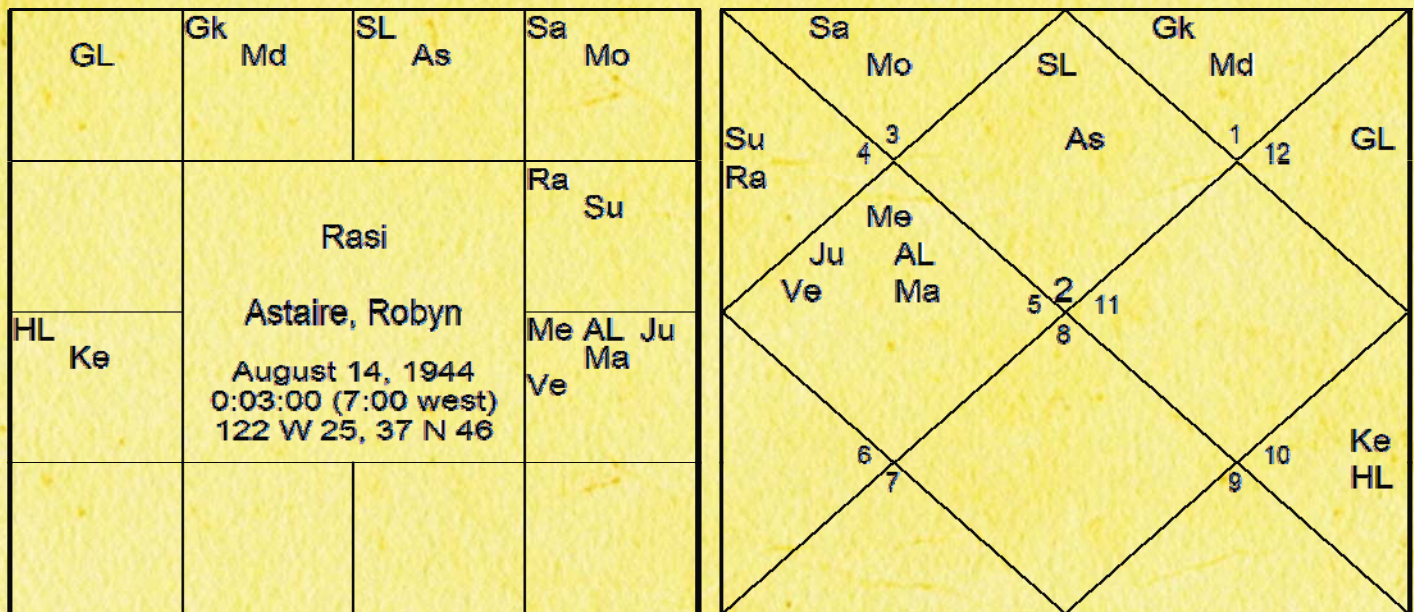 GL
Gk
Md
SL
As
Sa
Mo
Ra
Su
Rasi
Astaire, Robyn
August 14, 1944
0:03:00 (7:00 west)
122 W 25, 37 N 46
HL
Ke
Me AL Ju
Ma
Ve
Sa
Mo
SL
Gk
Md
Su
Ra
3
4
As
1
12
GL
Me
Ju AL
Ve Ma
5 2 11
8
6
7
10
9
Ke
HL